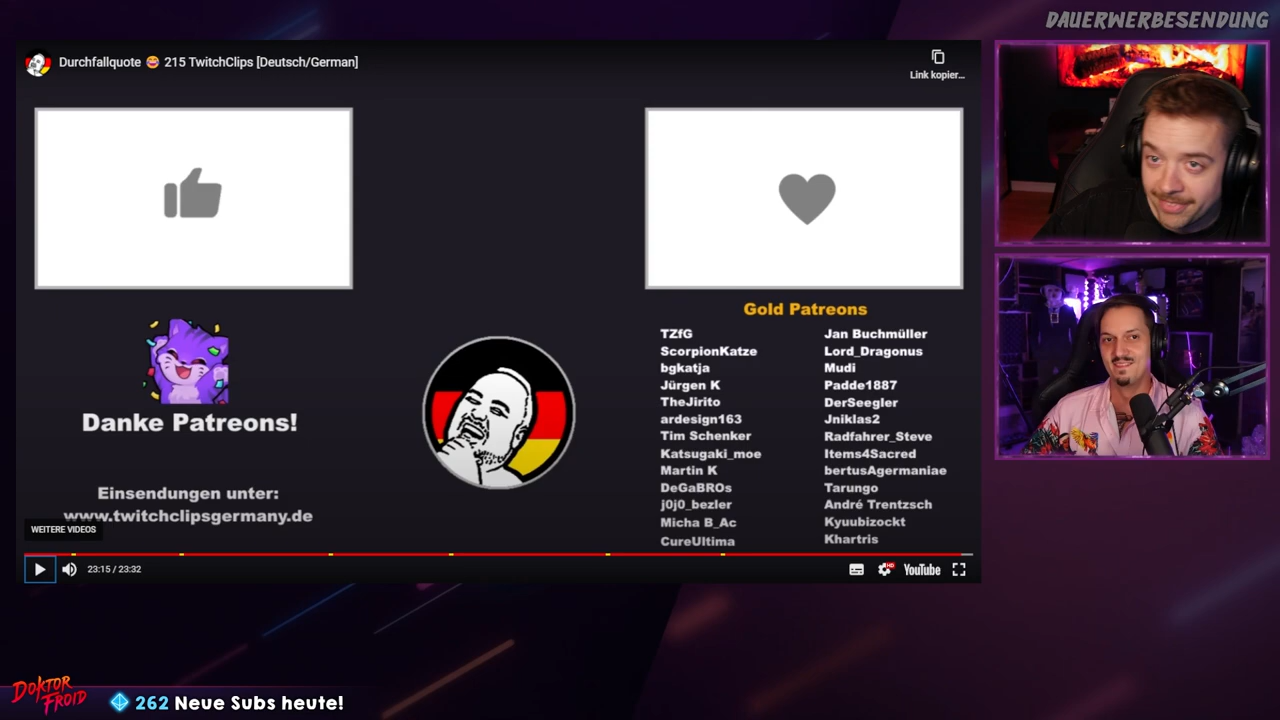 DAUERWERBESENDUNG
Durchfallquote 😂 215 TwitchClips [Deutsch/German]
Link kopier...
Danke Patreons!
Einsendungen unter:
www.twitchclipsgermany.de
WEITERE VIDEOS
Gold Patreons
TZfG Jan Buchmüller
ScorpionKatze Lord_Dragonus
bgkatja Mudi
Jürgen K Padde1887
TheJirito DerSeegler
ardesign163 Jniklas2
Tim Schenker Radfahrer_Steve
Katsugaki_moe Items4Sacred
Martin K bertusAgermaniae
DeGaBROs Tarungo
j0j0_bezler André Trentzsch
Micha B_Ac Kyuubizockt
CureUltima Khartris
23:15 / 23:32
HD
YouTube
DOKTOR
FROID
262 Neue Subs heute!